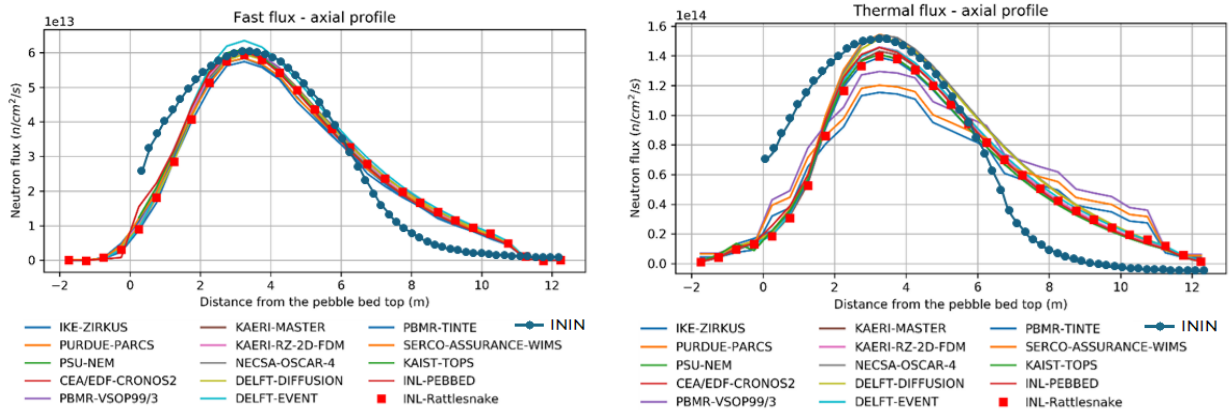 Fast flux - axial profile
1e13
Neutron flux (n/cm²/s)
6
5
4
3
2
1
0
−2 0 2 4 6 8 10 12
Distance from the pebble bed top (m)
IKE-ZIRKUS KAERI-MASTER PBMR-TINTE ININ
PURDUE-PARCS KAERI-RZ-2D-FDM SERCO-ASSURANCE-WIMS
PSU-NEM NECSA-OSCAR-4 KAIST-TOPS
CEA/EDF-CRONOS2 DELFT-DIFFUSION INL-PEBBED
PBMR-VSOP99/3 DELFT-EVENT INL-Rattlesnake
Thermal flux - axial profile
1e14
Neutron flux (n/cm²/s)
1.6
1.4
1.2
1.0
0.8
0.6
0.4
0.2
0.0
−2 0 2 4 6 8 10 12
Distance from the pebble bed top (m)
IKE-ZIRKUS KAERI-MASTER PBMR-TINTE ININ
PURDUE-PARCS KAERI-RZ-2D-FDM SERCO-ASSURANCE-WIMS
PSU-NEM NECSA-OSCAR-4 KAIST-TOPS
CEA/EDF-CRONOS2 DELFT-DIFFUSION INL-PEBBED
PBMR-VSOP99/3 DELFT-EVENT INL-Rattlesnake